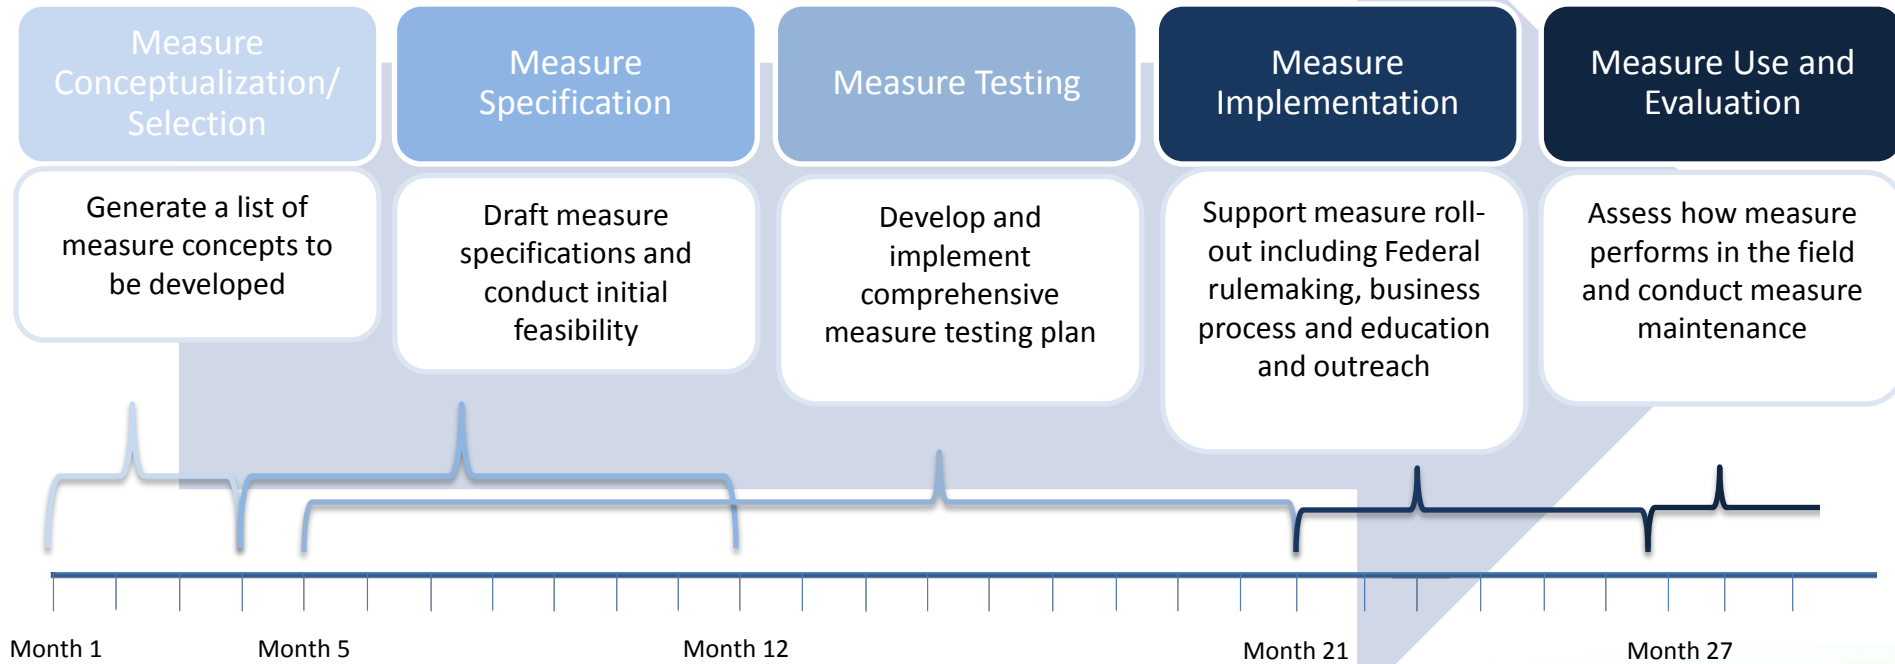 Measure
Conceptualization/
Selection
Measure
Specification
Measure Testing
Measure
Implementation
Measure Use and
Evaluation
Generate a list of
measure concepts to
be developed
Draft measure
specifications and
conduct initial
feasibility
Develop and
implement
comprehensive
measure testing plan
Support measure roll-
out including Federal
rulemaking, business
process and education
and outreach
Assess how measure
performs in the field
and conduct measure
maintenance
Month 1
Month 5
Month 12
Month 21
Month 27